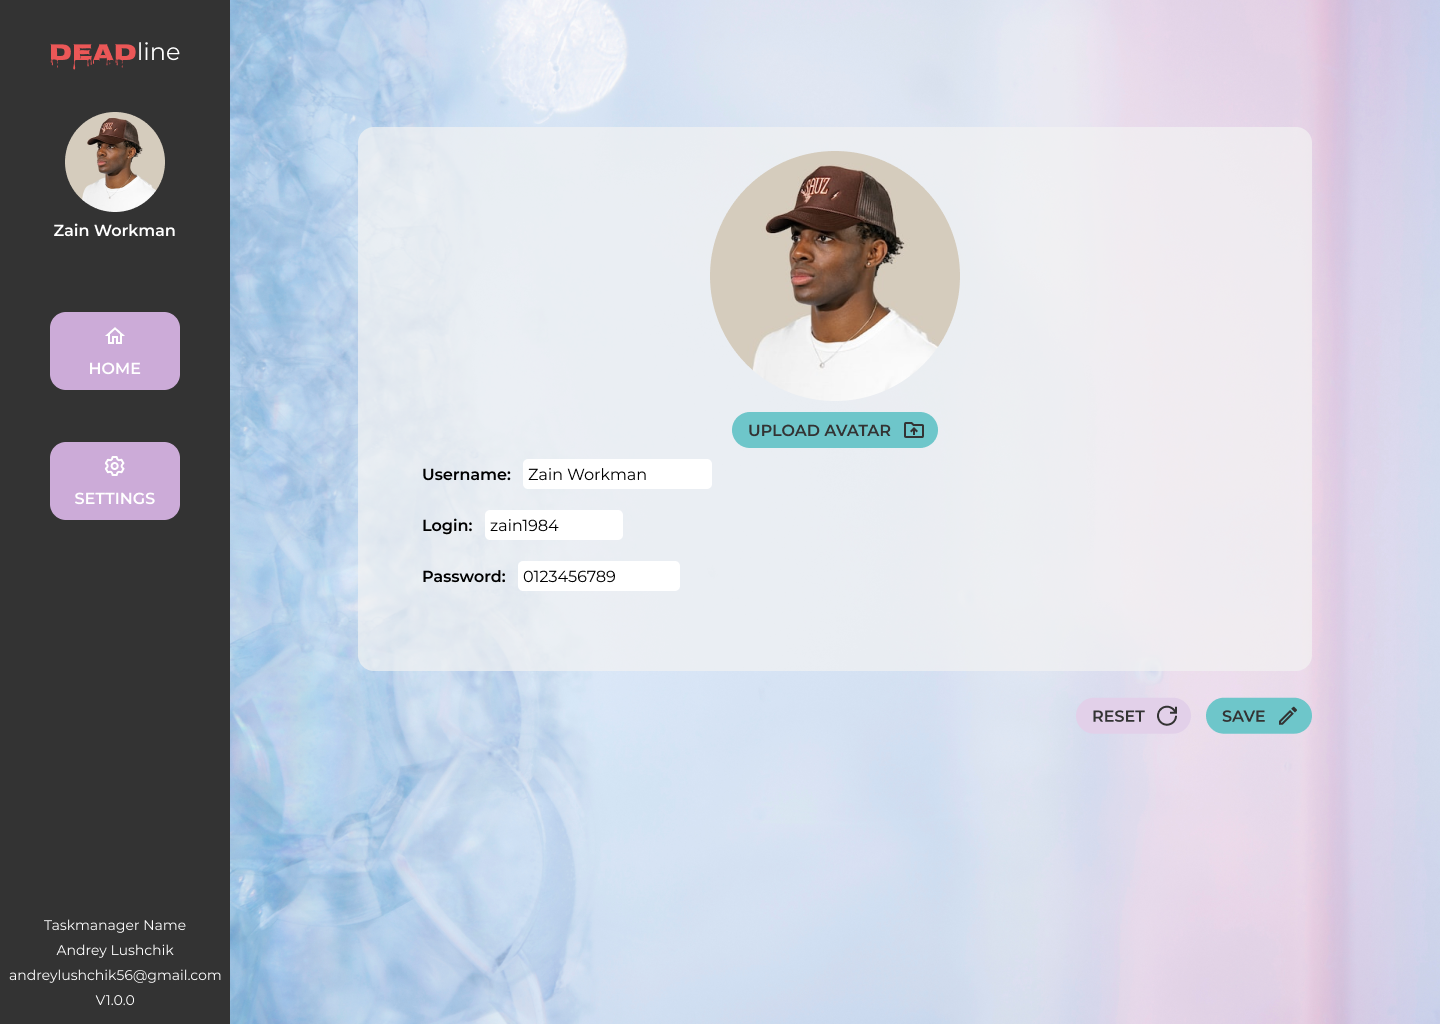 DEADline
Zain Workman
HOME
SETTINGS
Taskmanager Name
Andrey Lushchik
andreylushchik56@gmail.com
V1.0.0
SAUZ
UPLOAD AVATAR
Username: Zain Workman
Login: zain1984
Password: 0123456789
RESET
SAVE